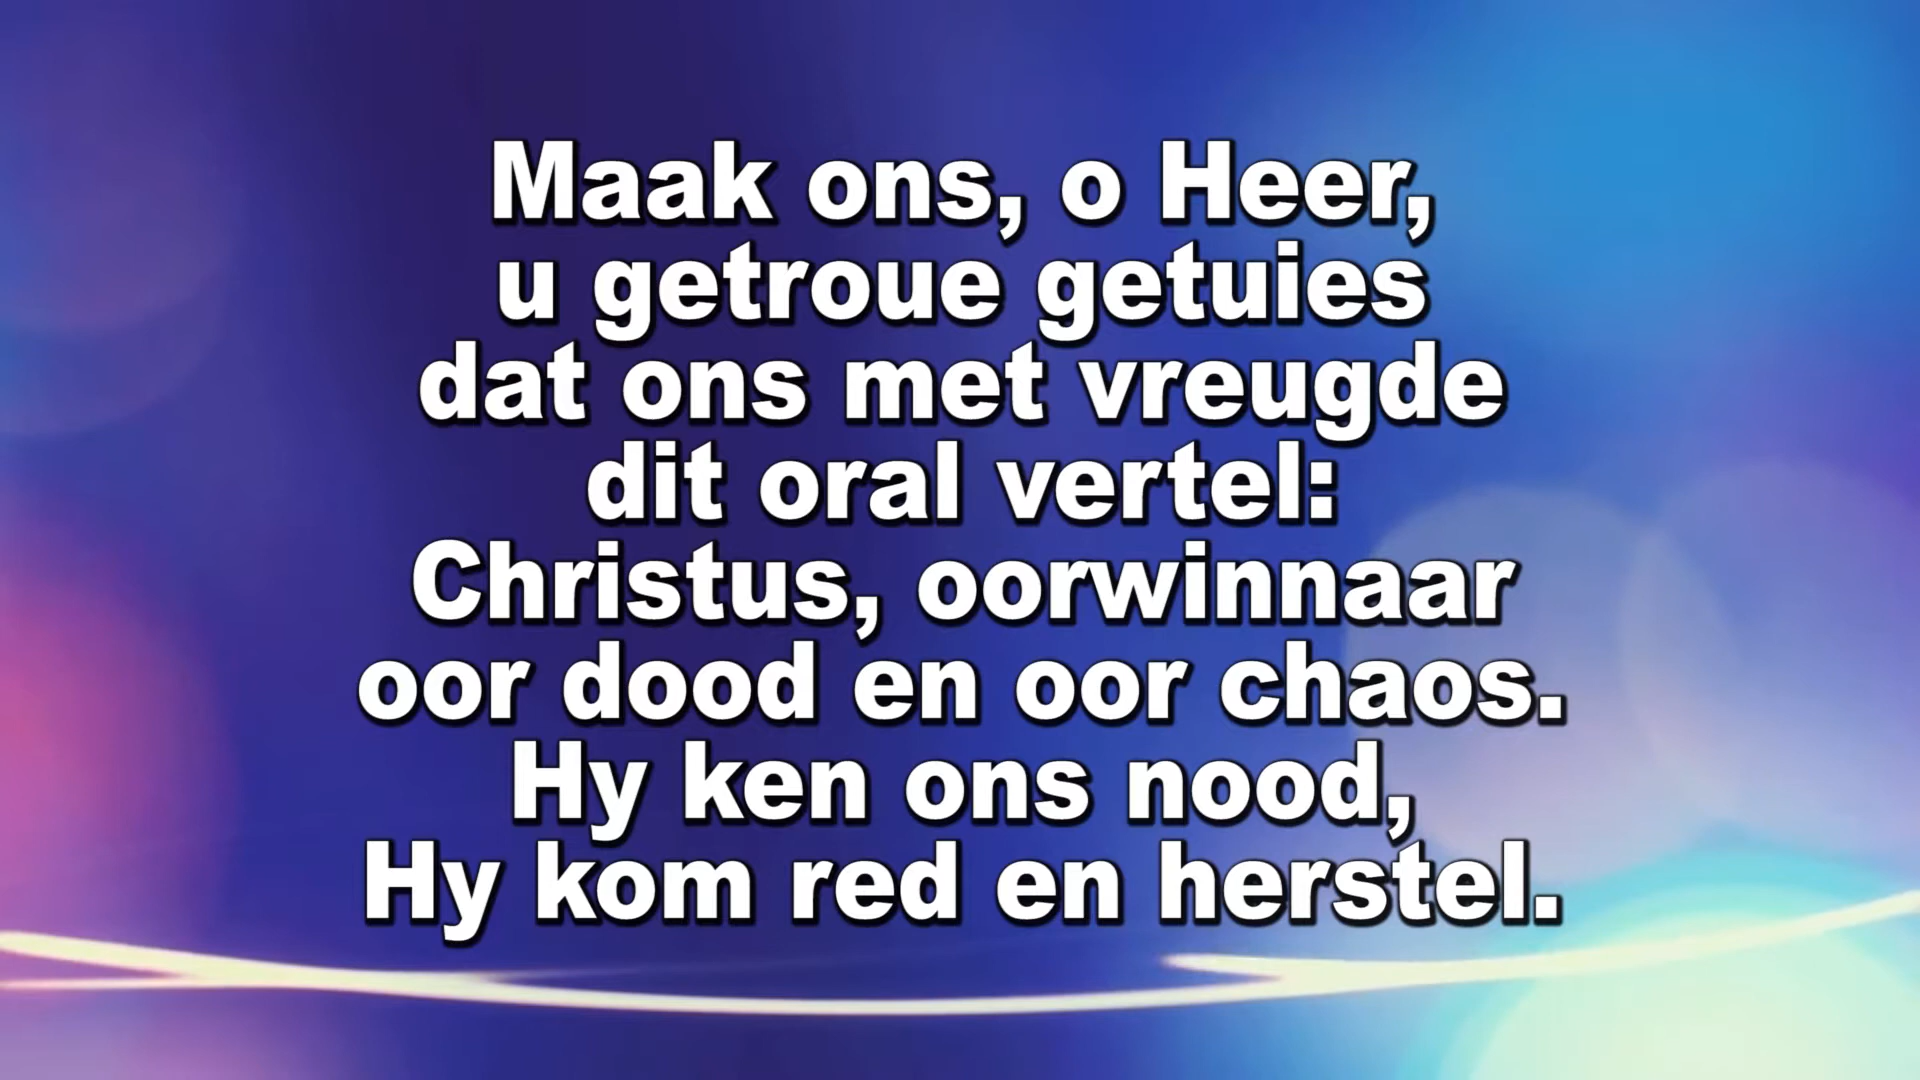 Maak ons, o Heer,
u getroue getuies
dat ons met vreugde
dit oral vertel:
Christus, oorwinnaar
oor dood en oor chaos.
Hy ken ons nood,
Hy kom red en herstel.